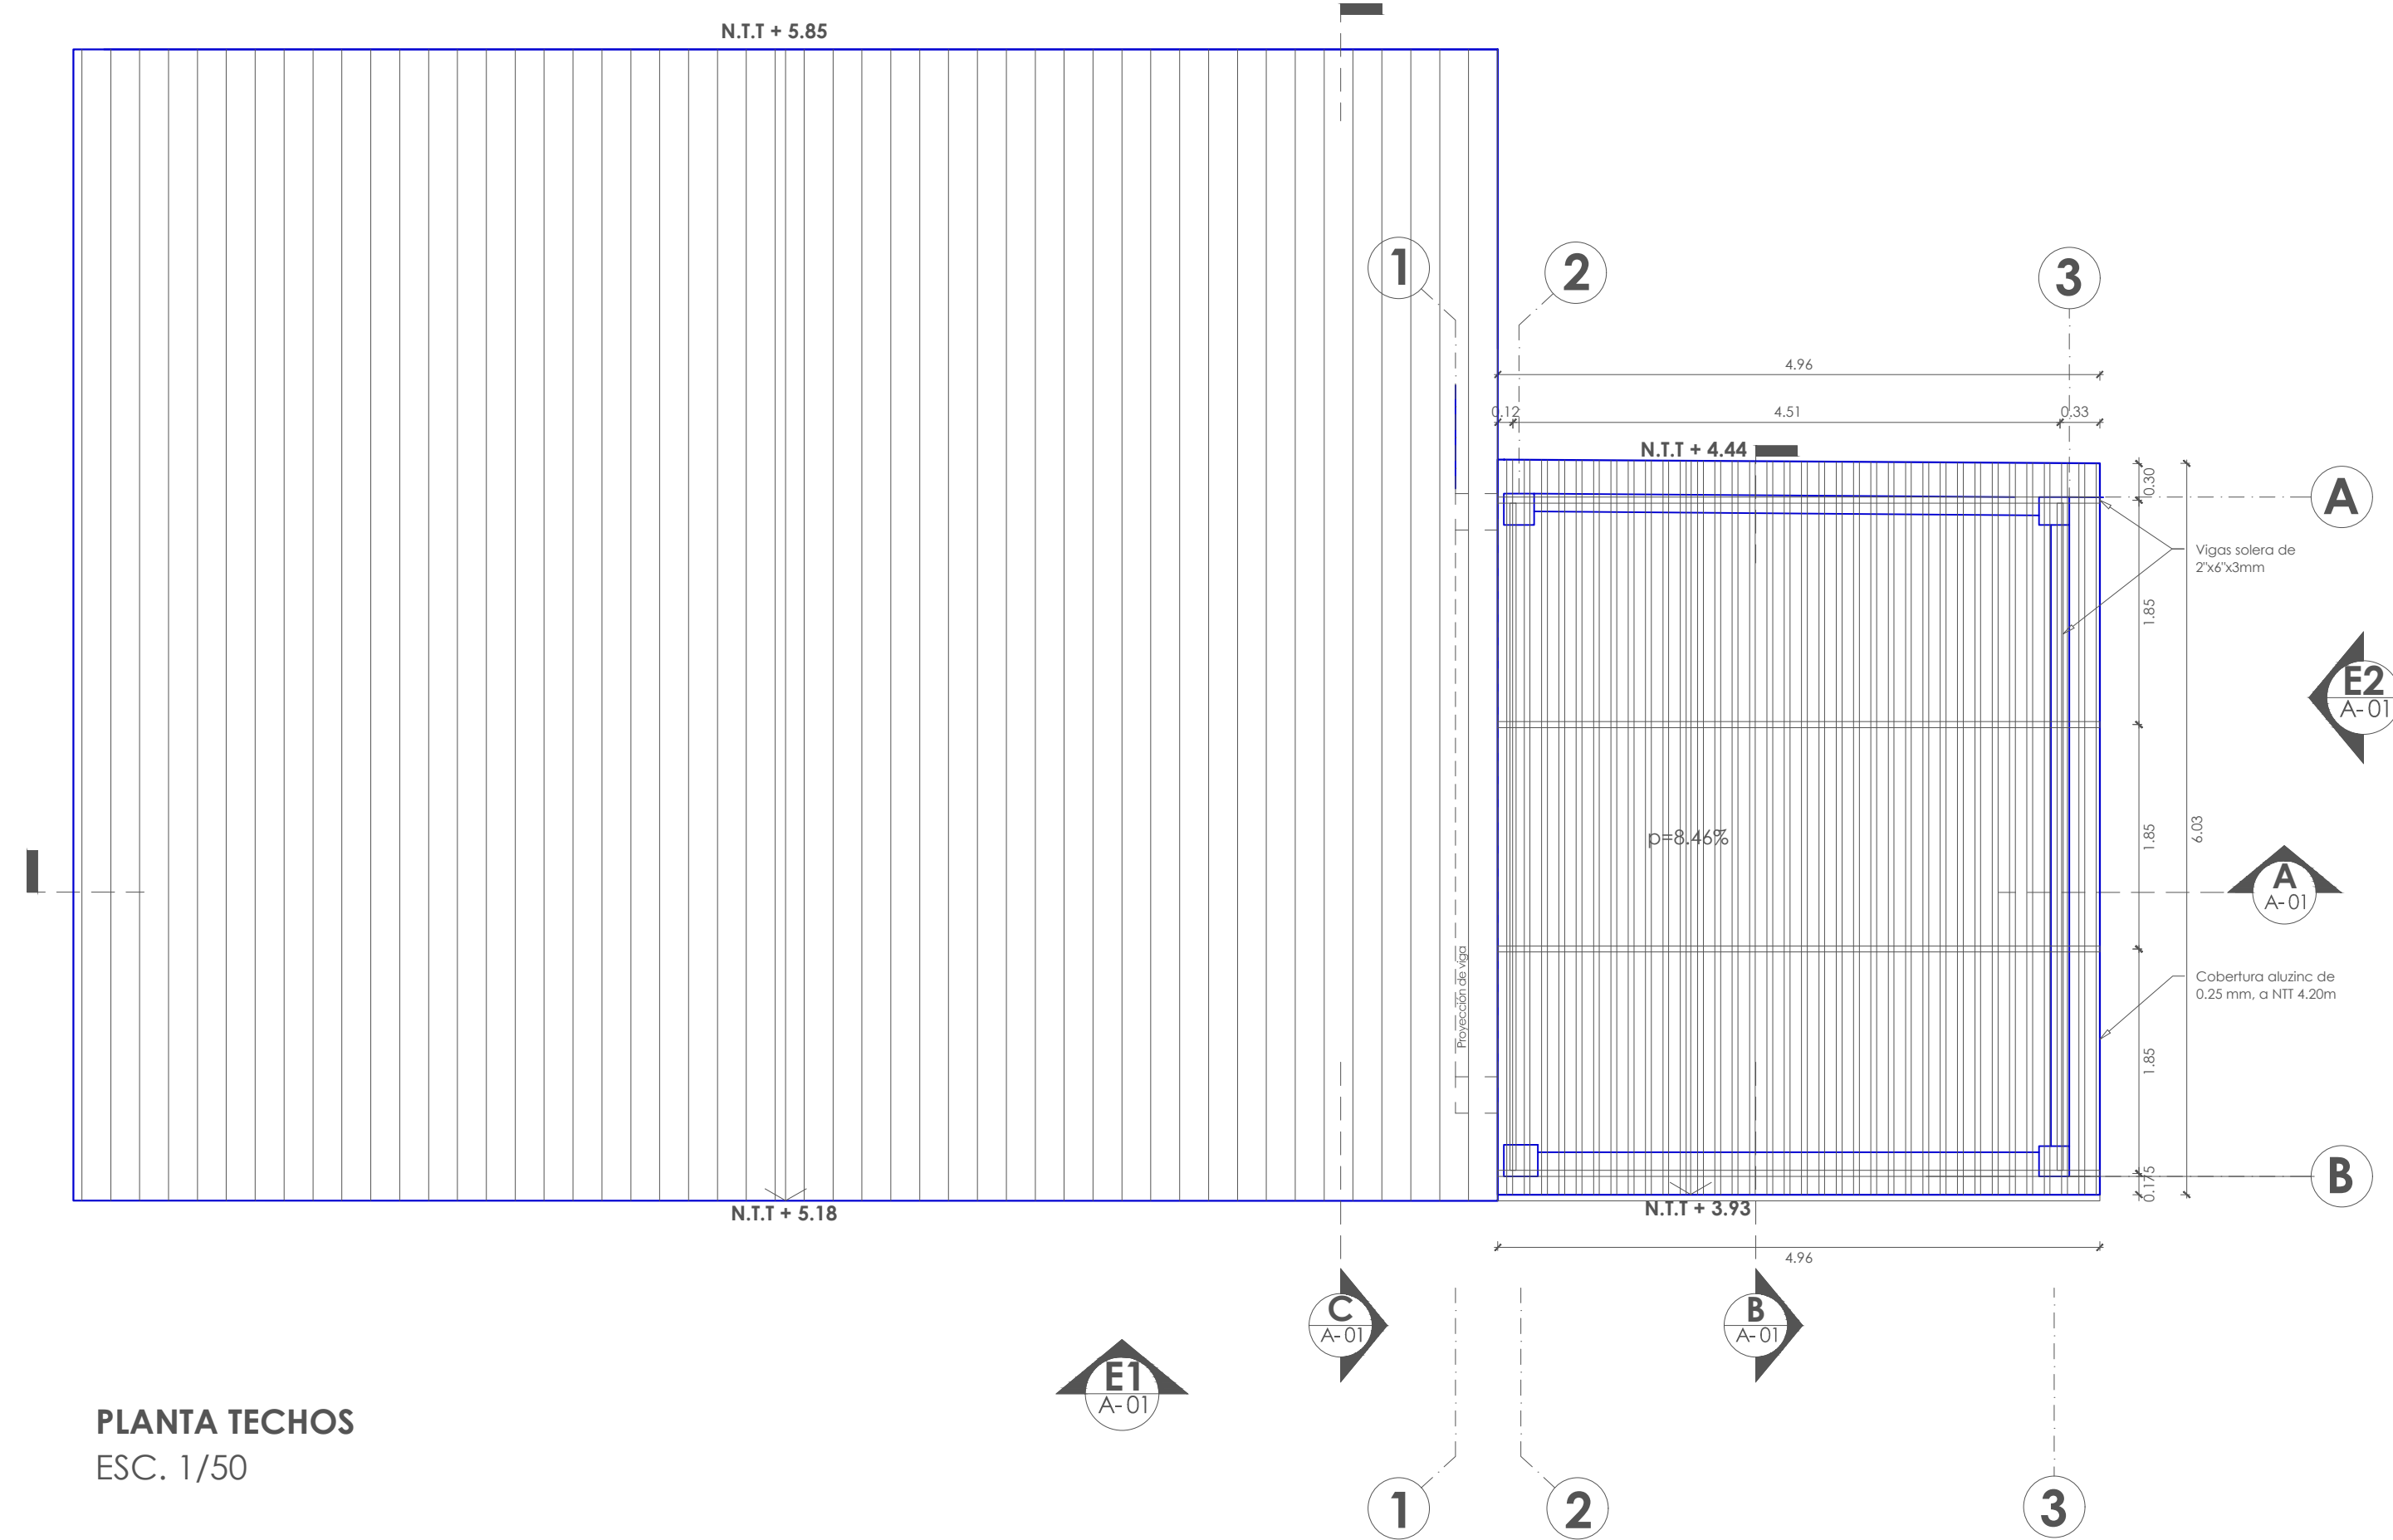 N.T.T + 5.85
1
2
3
4.96
0.12
4.51
0.33
N.T.T + 4.44
0.30
A
Vigas solera de
2"x6"x3mm
1.85
E2
A-01
p=8.46%
1.85
6.03
A
A-01
Proyección de viga
Cobertura aluzinc de
0.25 mm, a NTT 4.20m
1.85
0.175
B
N.T.T + 5.18
N.T.T + 3.93
4.96
C
A-01
B
A-01
E1
A-01
PLANTA TECHOS
ESC. 1/50
1
2
3